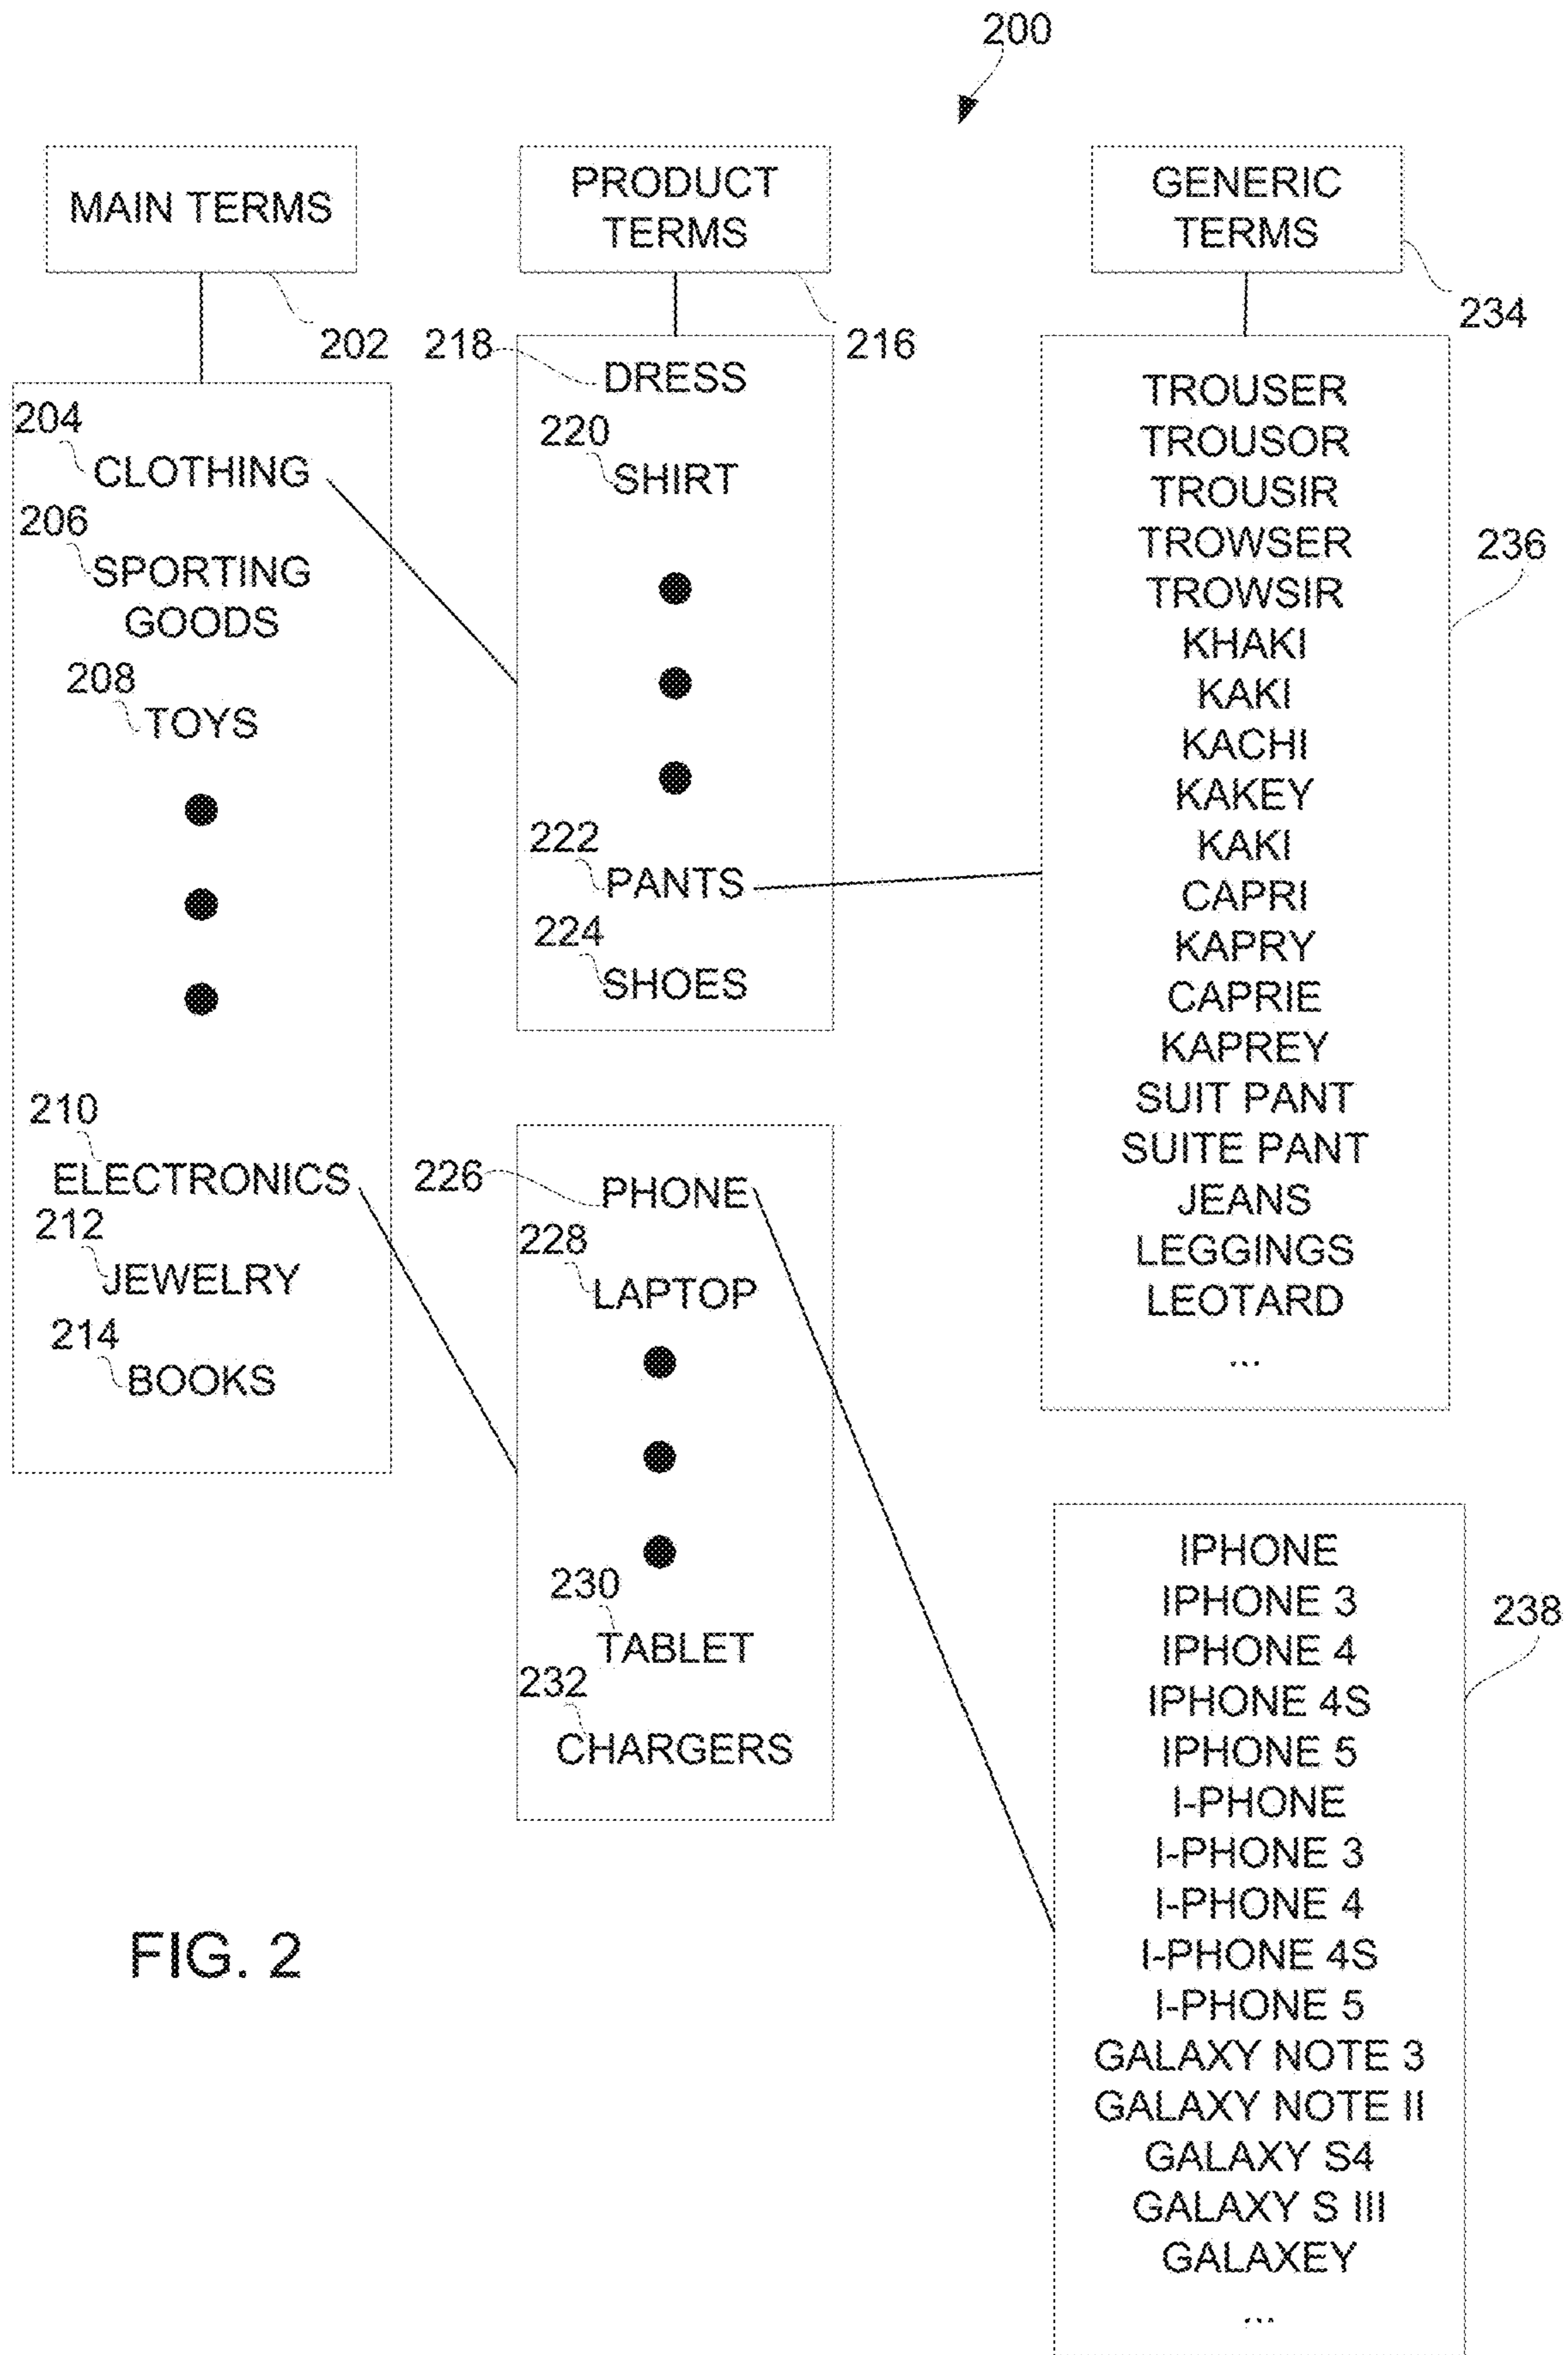 200
MAIN TERMS
202
204
CLOTHING
206
SPORTING
GOODS
208
TOYS
210
ELECTRONICS
212
JEWELRY
214
BOOKS
PRODUCT
TERMS
216
218
DRESS
220
SHIRT
222
PANTS
224
SHOES
226
PHONE
228
LAPTOP
230
TABLET
232
CHARGERS
GENERIC
TERMS
234
TROUSER
TROUSOR
TROUSIR
TROWSER
TROWSIR
KHAKI
KAKI
KACHI
KAKEY
KAKI
CAPRI
KAPRY
CAPRIE
KAPREY
SUIT PANT
SUITE PANT
JEANS
LEGGINGS
LEOTARD
...
236
IPHONE
IPHONE 3
IPHONE 4
IPHONE 4S
IPHONE 5
I-PHONE
I-PHONE 3
I-PHONE 4
I-PHONE 4S
I-PHONE 5
GALAXY NOTE 3
GALAXY NOTE II
GALAXY S4
GALAXY S III
GALAXEY
...
238
FIG. 2